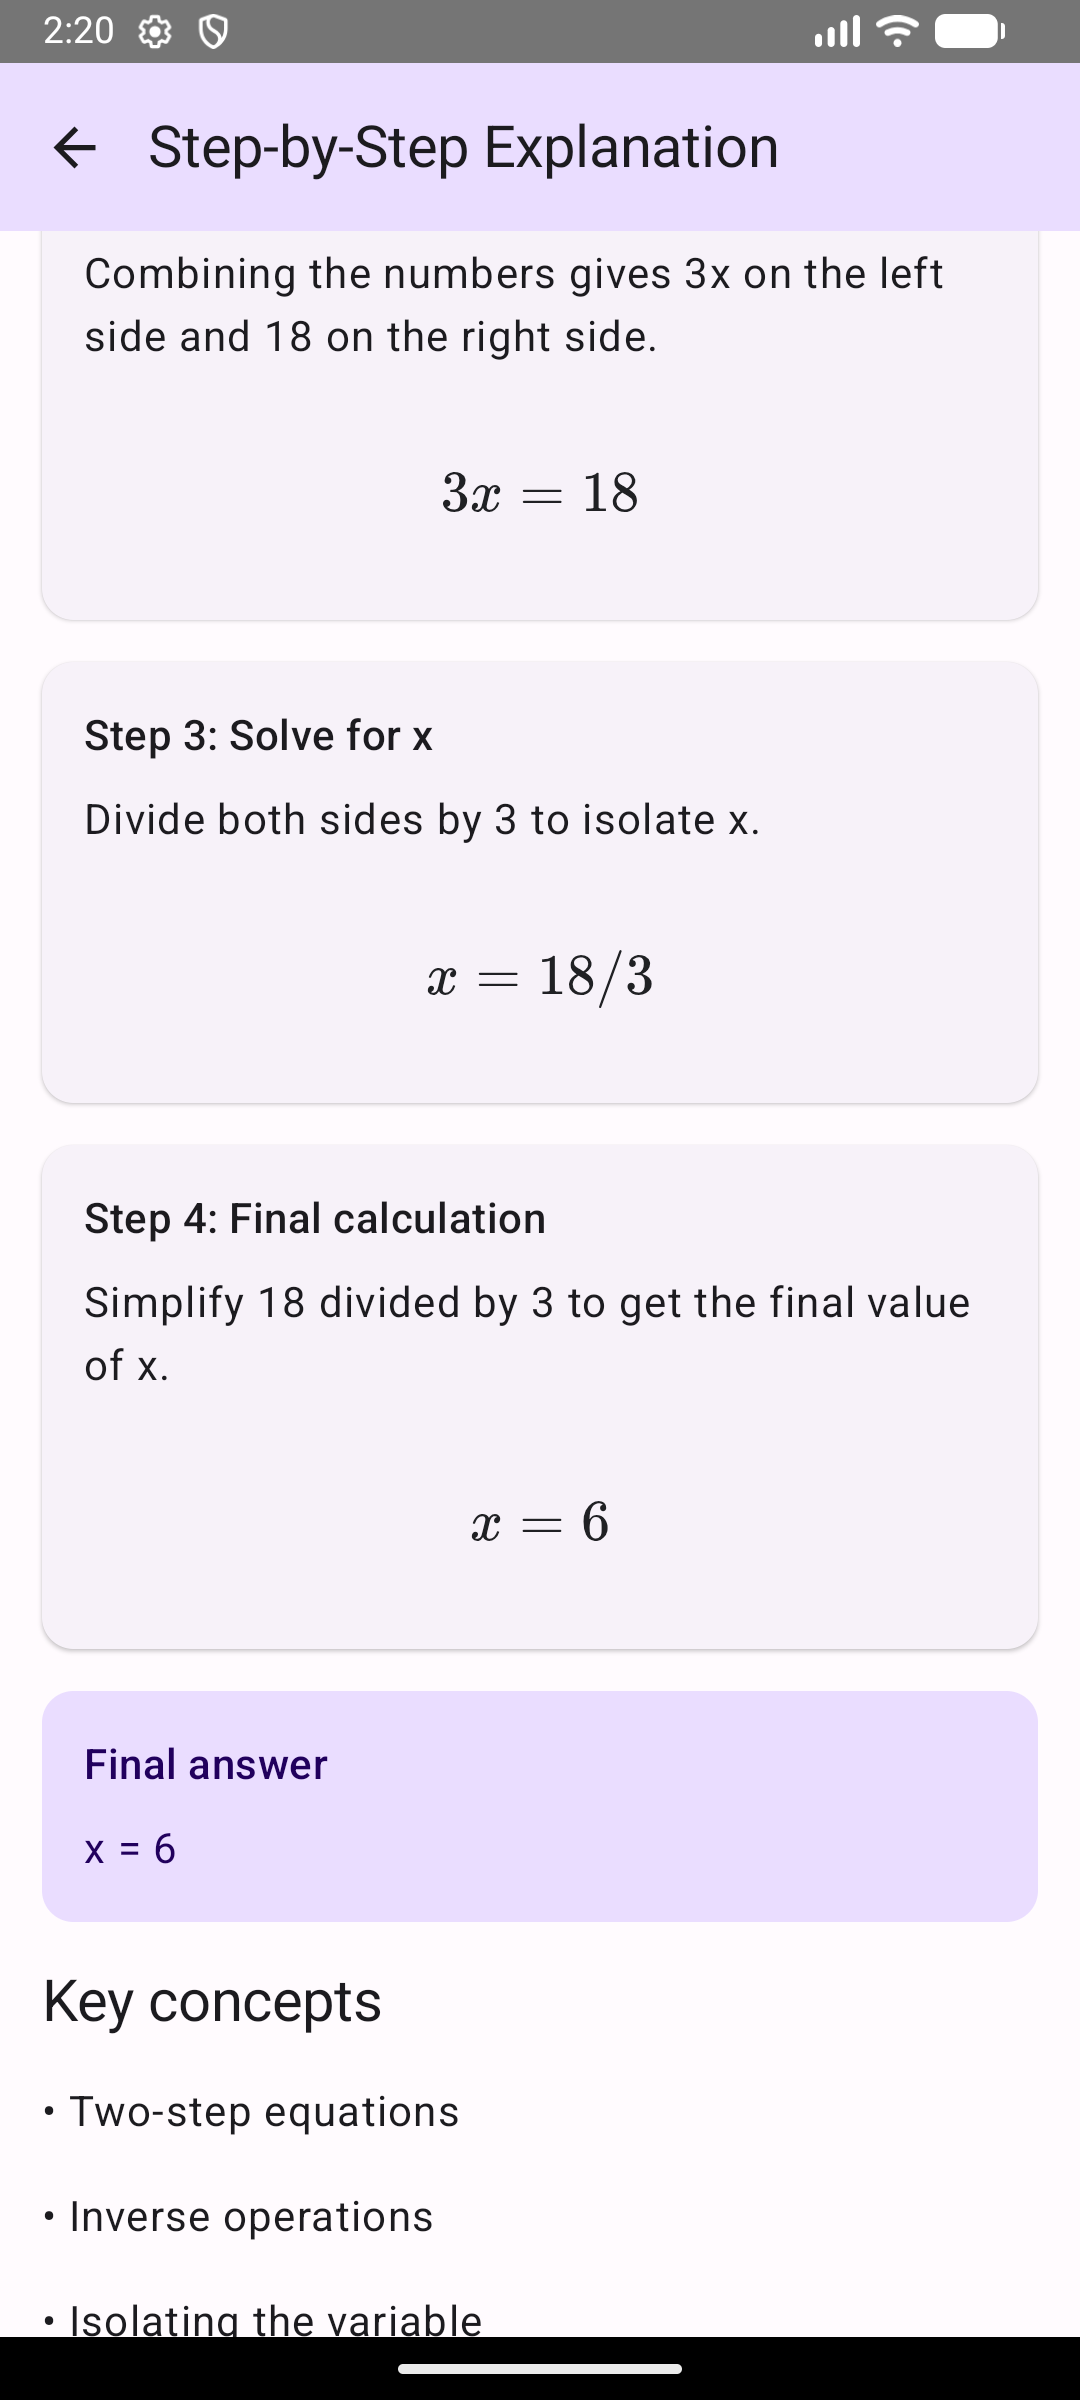 2:20
Step-by-Step Explanation
Combining the numbers gives 3x on the left
side and 18 on the right side.
3x = 18
Step 3: Solve for x
Divide both sides by 3 to isolate x.
x = 18/3
Step 4: Final calculation
Simplify 18 divided by 3 to get the final value
of x.
x = 6
Final answer
x = 6
Key concepts
• Two-step equations
• Inverse operations
• Isolating the variable